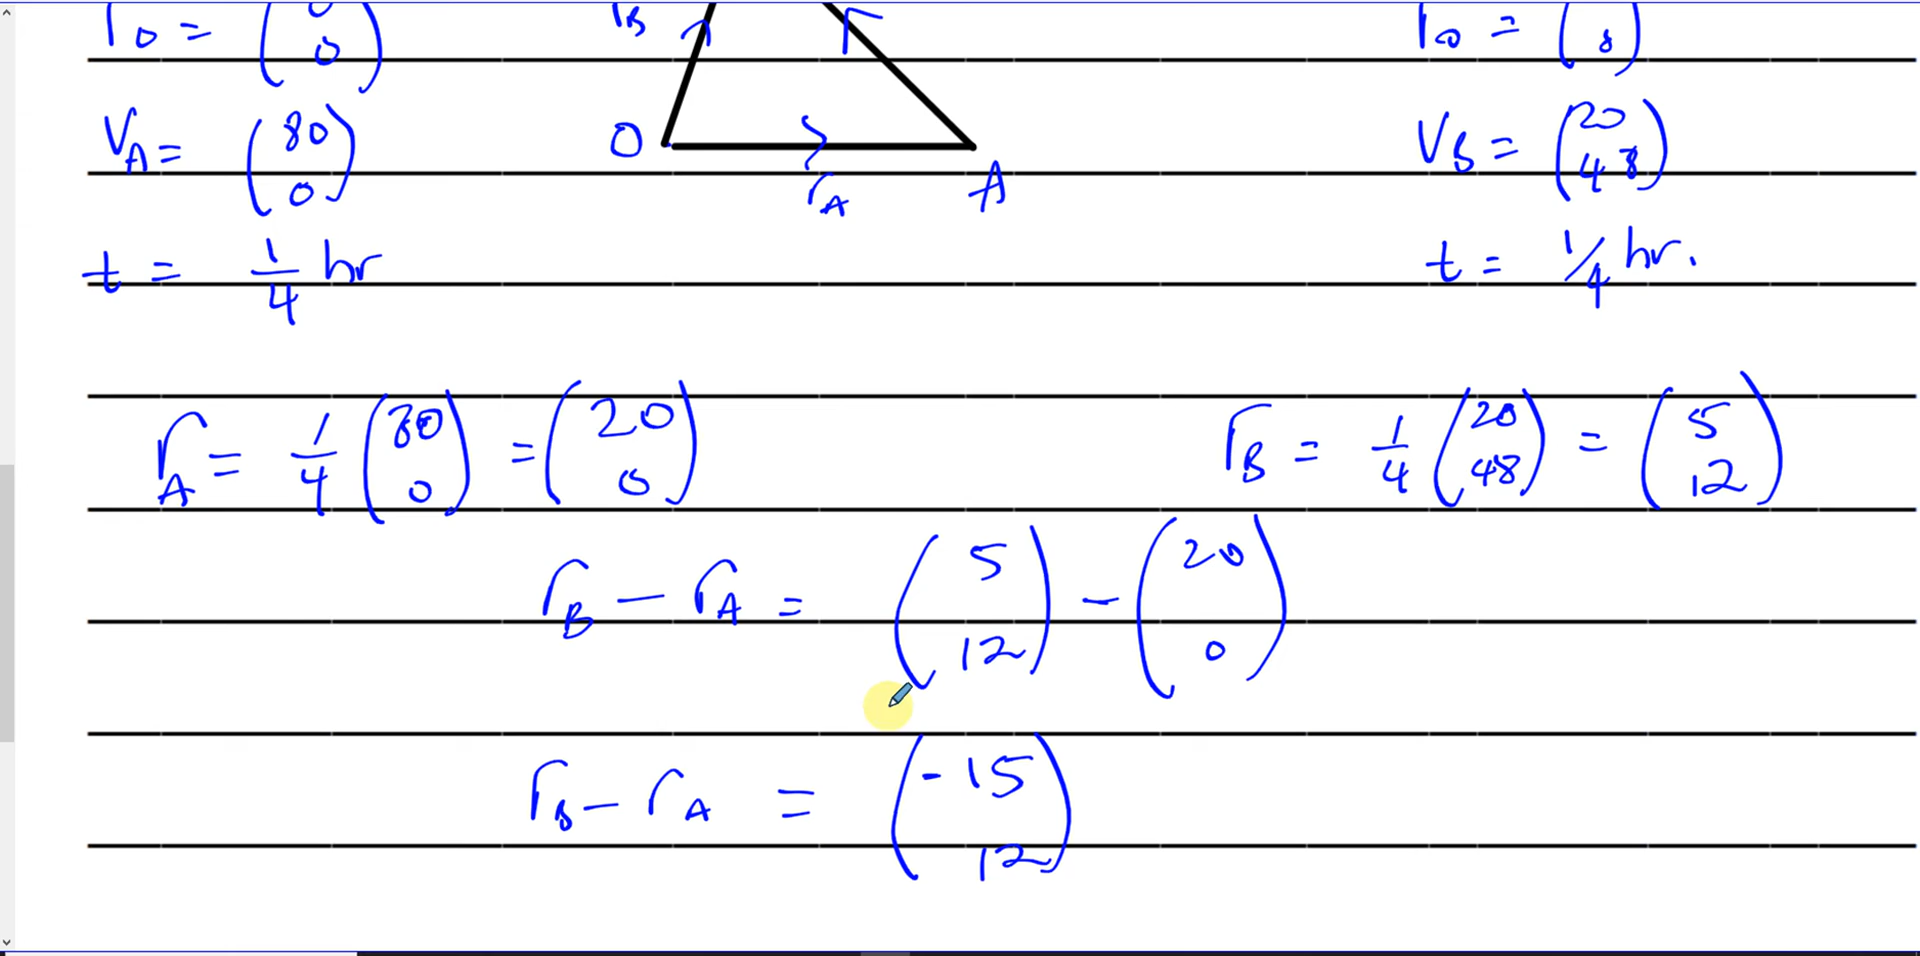 r₀ = (0 0) r_B r₀ = ( 0)
V_A = (80 0) O r_A A V_B = (20 48)
t = 1/4 hr t = 1/4 hr.
r_A = 1/4 (80 0) = (20 0) r_B = 1/4 (20 48) = (5 12)
r_B - r_A = (5 12) - (20 0)
r_B - r_A = (-15 12)